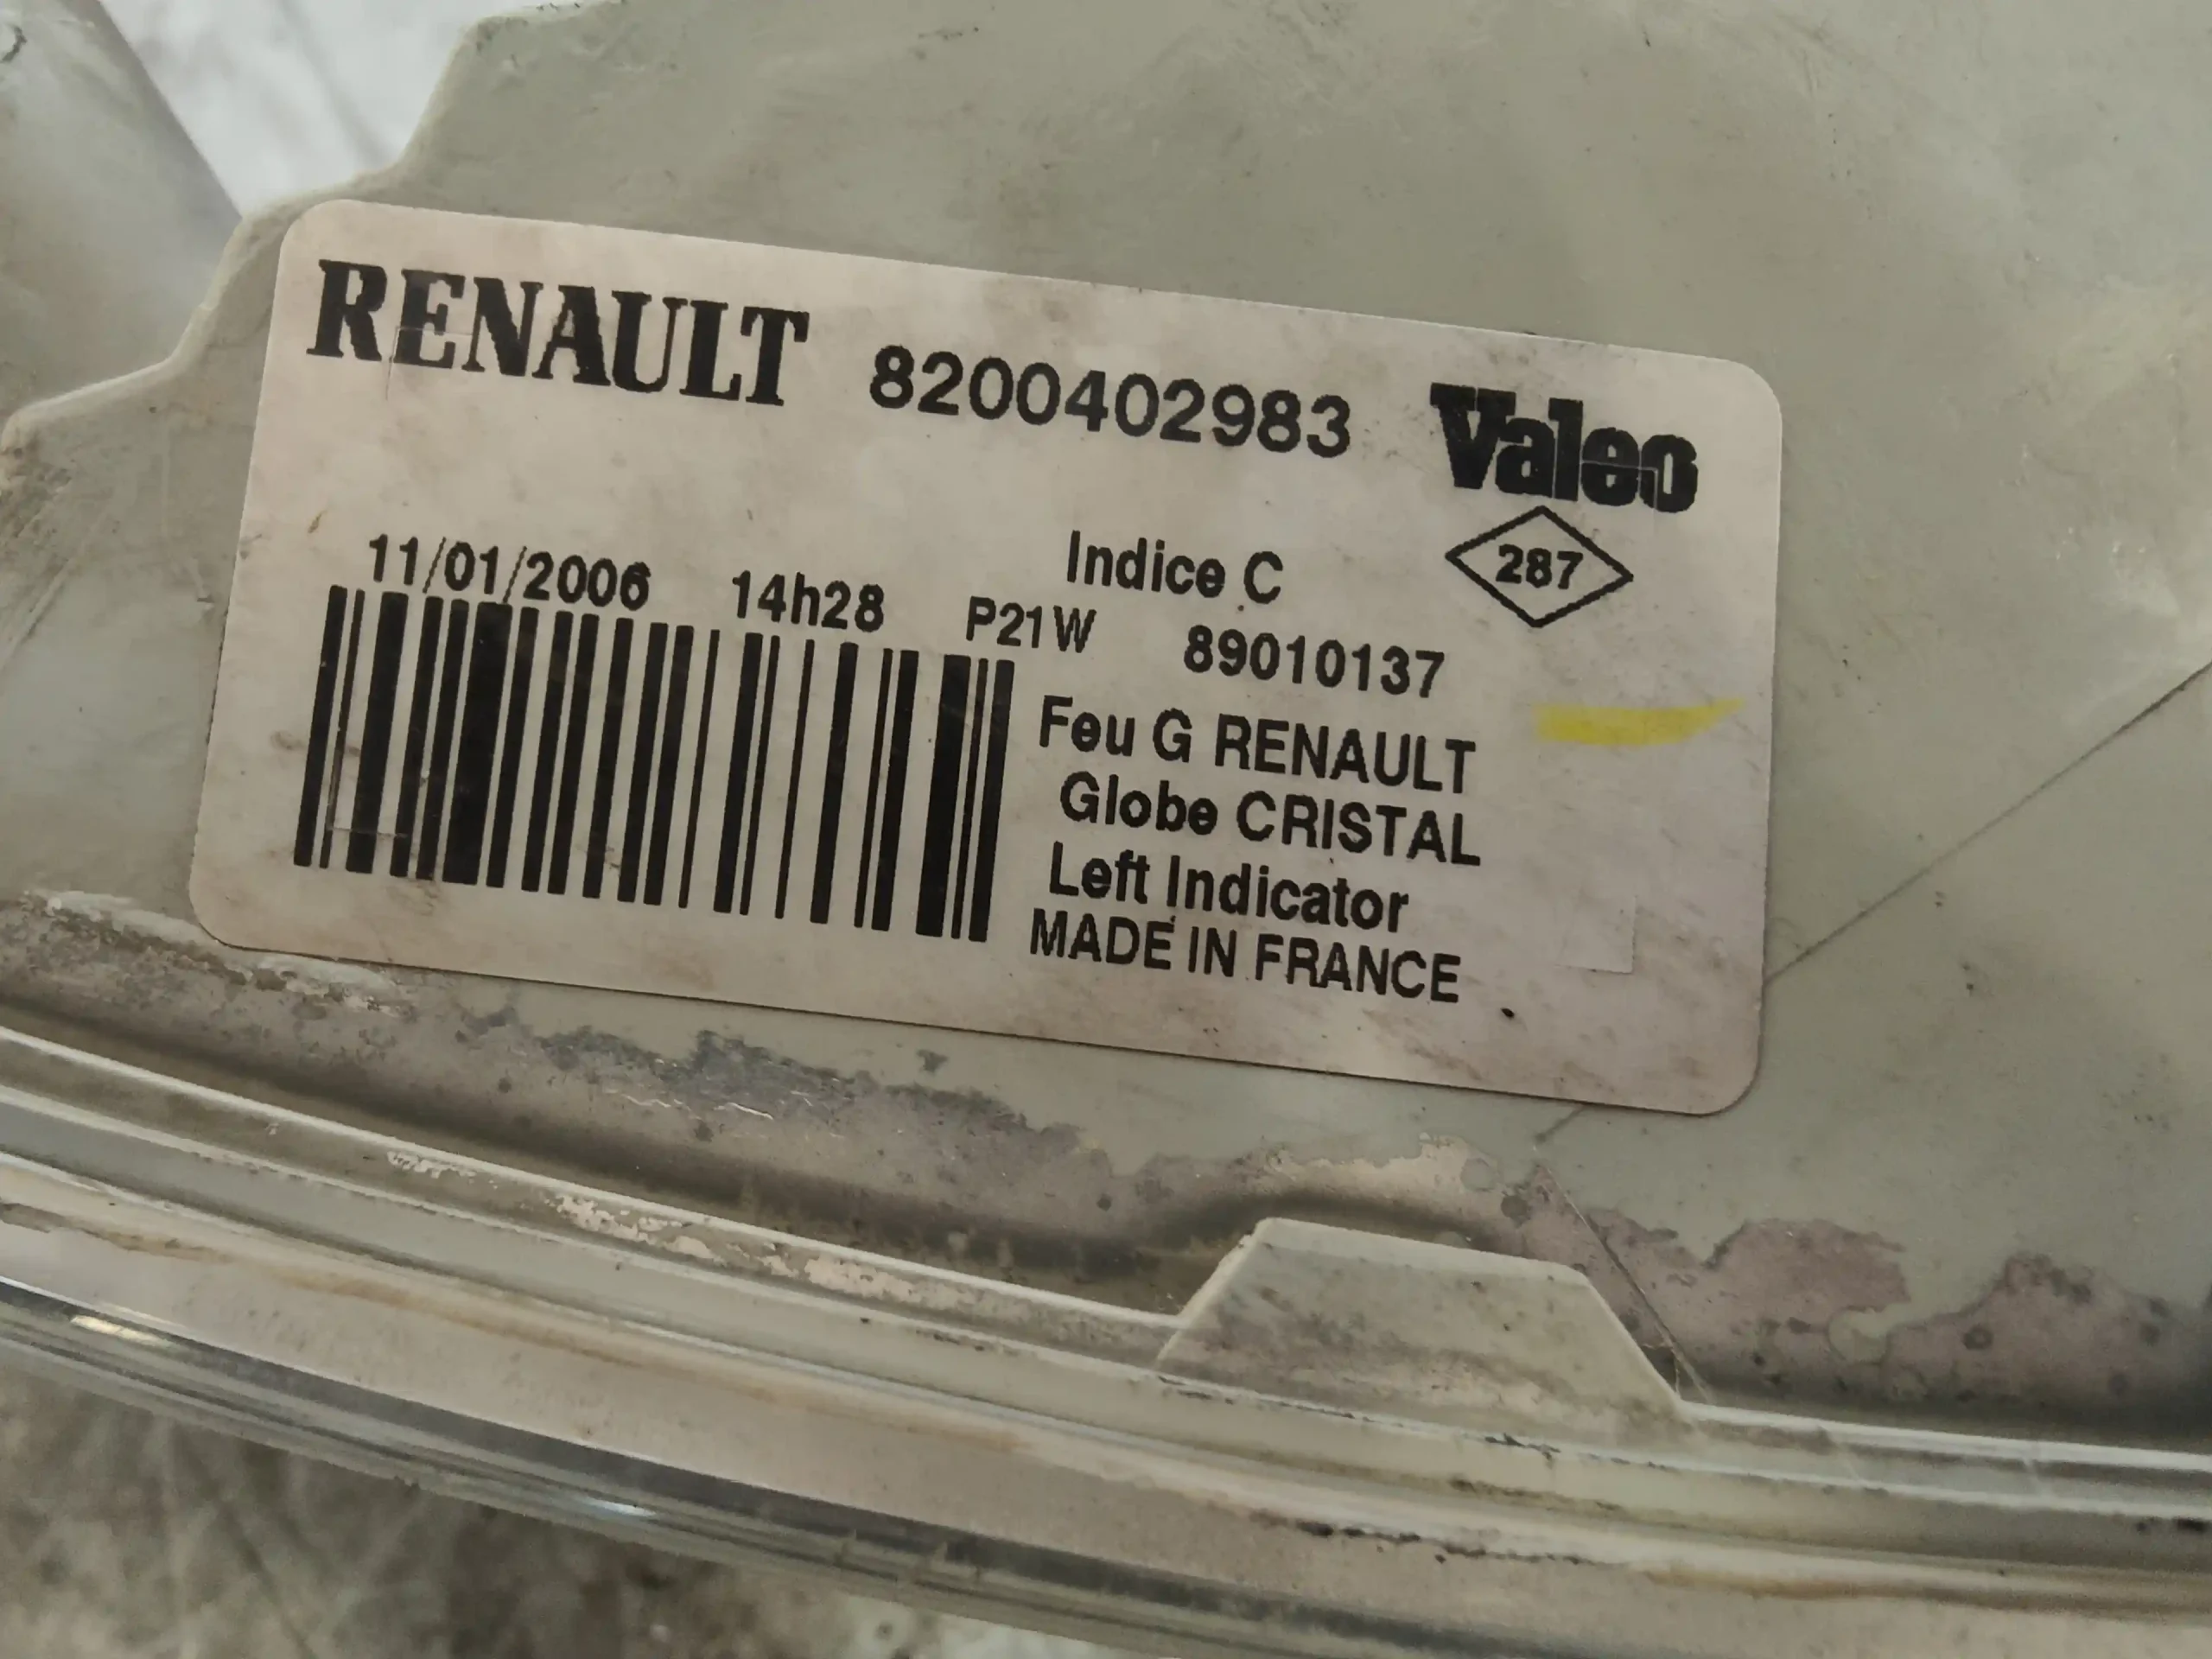 RENAULT 8200402983 Valeo
Indice C 287
11/01/2006 14h28 P21W 89010137
Feu G RENAULT
Globe CRISTAL
Left Indicator
MADE IN FRANCE